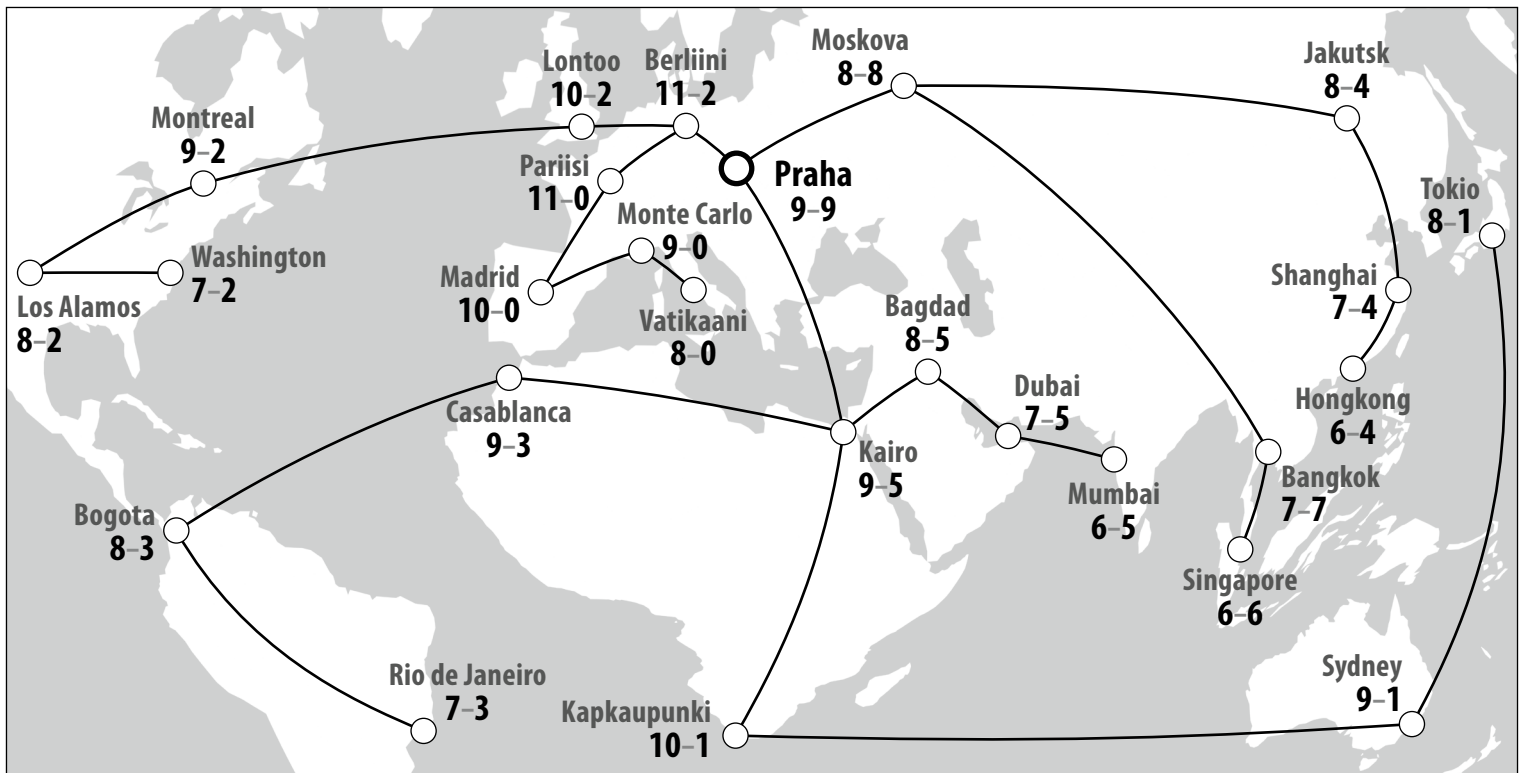 Moskova
8–8
Jakutsk
8–4
Lontoo
10–2
Berliini
11–2
Montreal
9–2
Pariisi
11–0
Praha
9–9
Tokio
8–1
Monte Carlo
9–0
Washington
7–2
Madrid
10–0
Shanghai
7–4
Los Alamos
8–2
Vatikaani
8–0
Bagdad
8–5
Dubai
7–5
Casablanca
9–3
Hongkong
6–4
Kairo
9–5
Mumbai
6–5
Bangkok
7–7
Bogota
8–3
Singapore
6–6
Rio de Janeiro
7–3
Kapkaupunki
10–1
Sydney
9–1